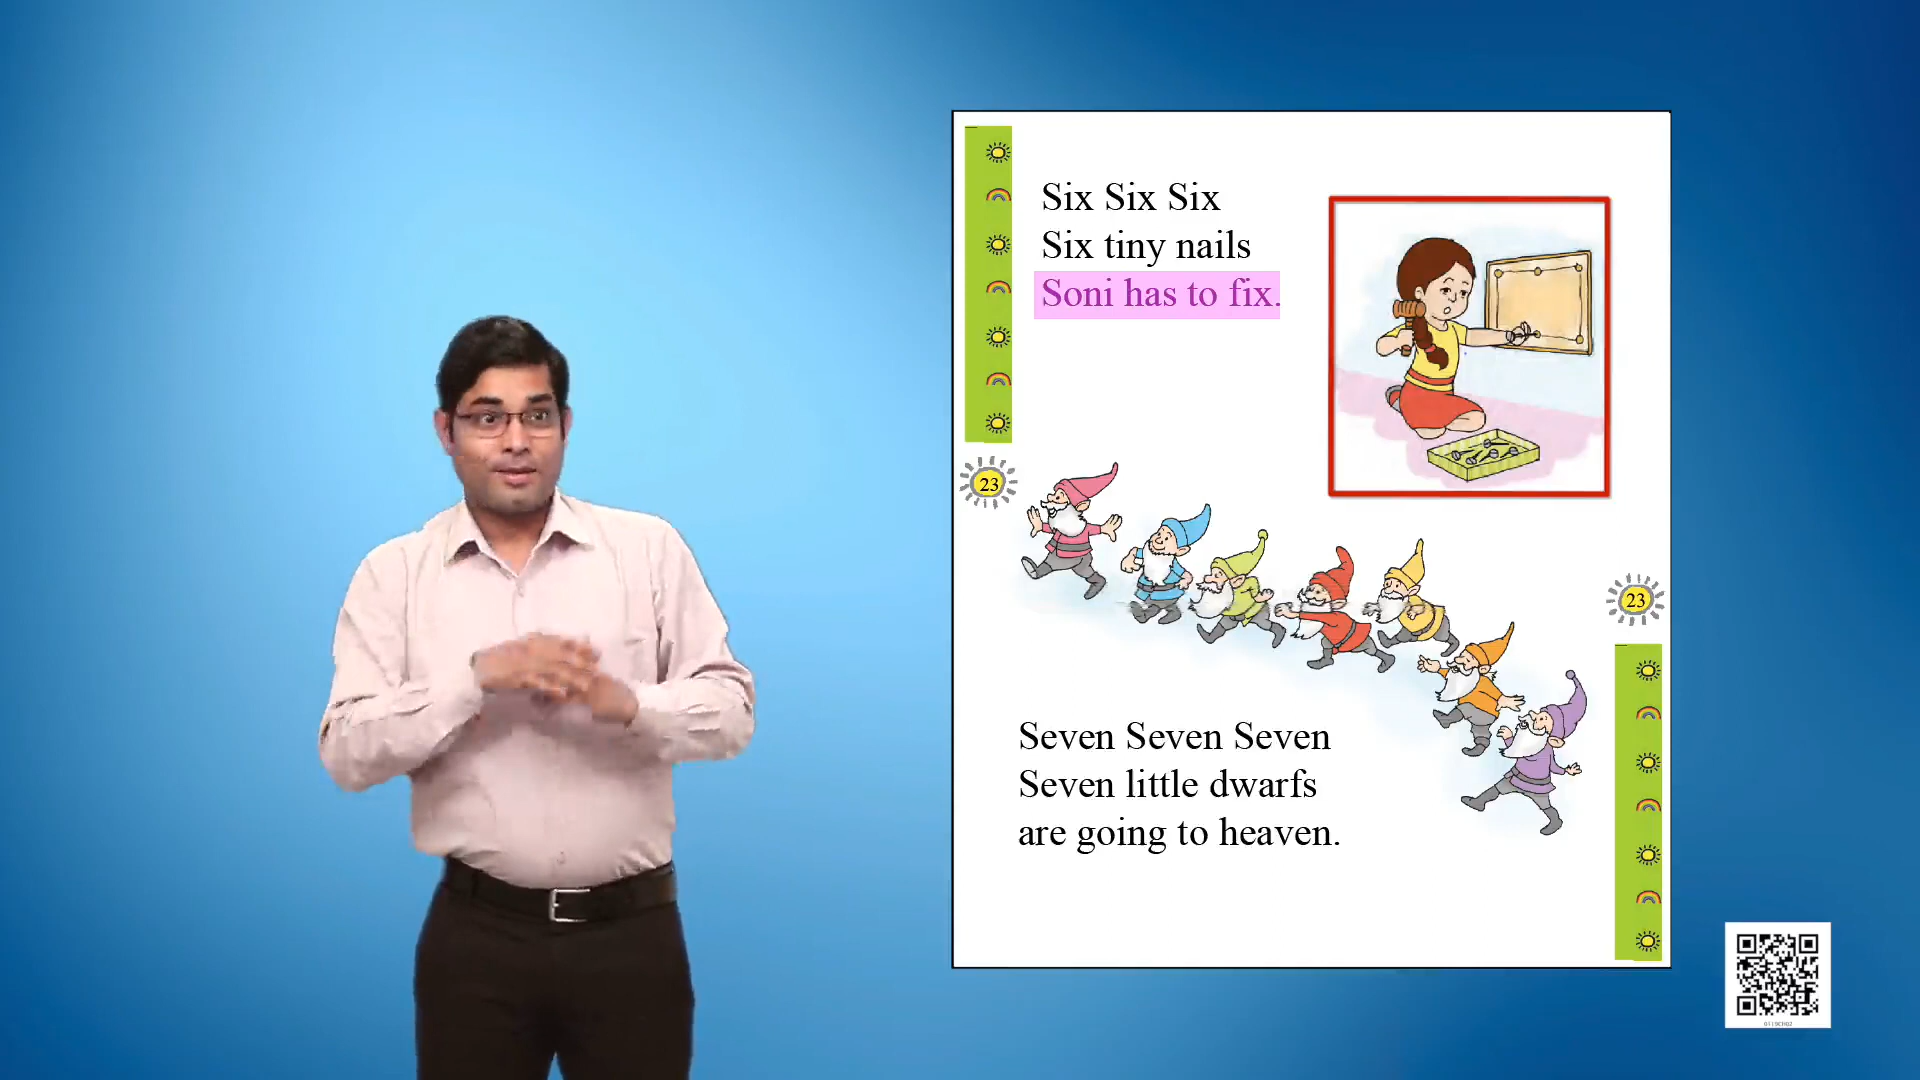 Six Six Six
Six tiny nails
Soni has to fix.
23
23
Seven Seven Seven
Seven little dwarfs
are going to heaven.
0119CH02